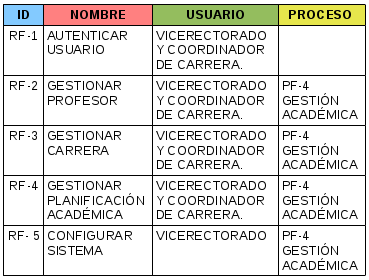 ID NOMBRE USUARIO PROCESO
RF-1 AUTENTICAR VICERECTORADO
USUARIO Y COORDINADOR
DE CARRERA.
RF-2 GESTIONAR VICERECTORADO PF-4
PROFESOR Y COORDINADOR GESTIÓN
DE CARRERA. ACADÉMICA
RF-3 GESTIONAR VICERECTORADO PF-4
CARRERA Y COORDINADOR GESTIÓN
DE CARRERA. ACADÉMICA
RF-4 GESTIONAR VICERECTORADO PF-4
PLANIFICACIÓN Y COORDINADOR GESTIÓN
ACADÉMICA DE CARRERA. ACADÉMICA
RF- 5 CONFIGURAR VICERECTORADO PF-4
SISTEMA GESTIÓN
ACADÉMICA